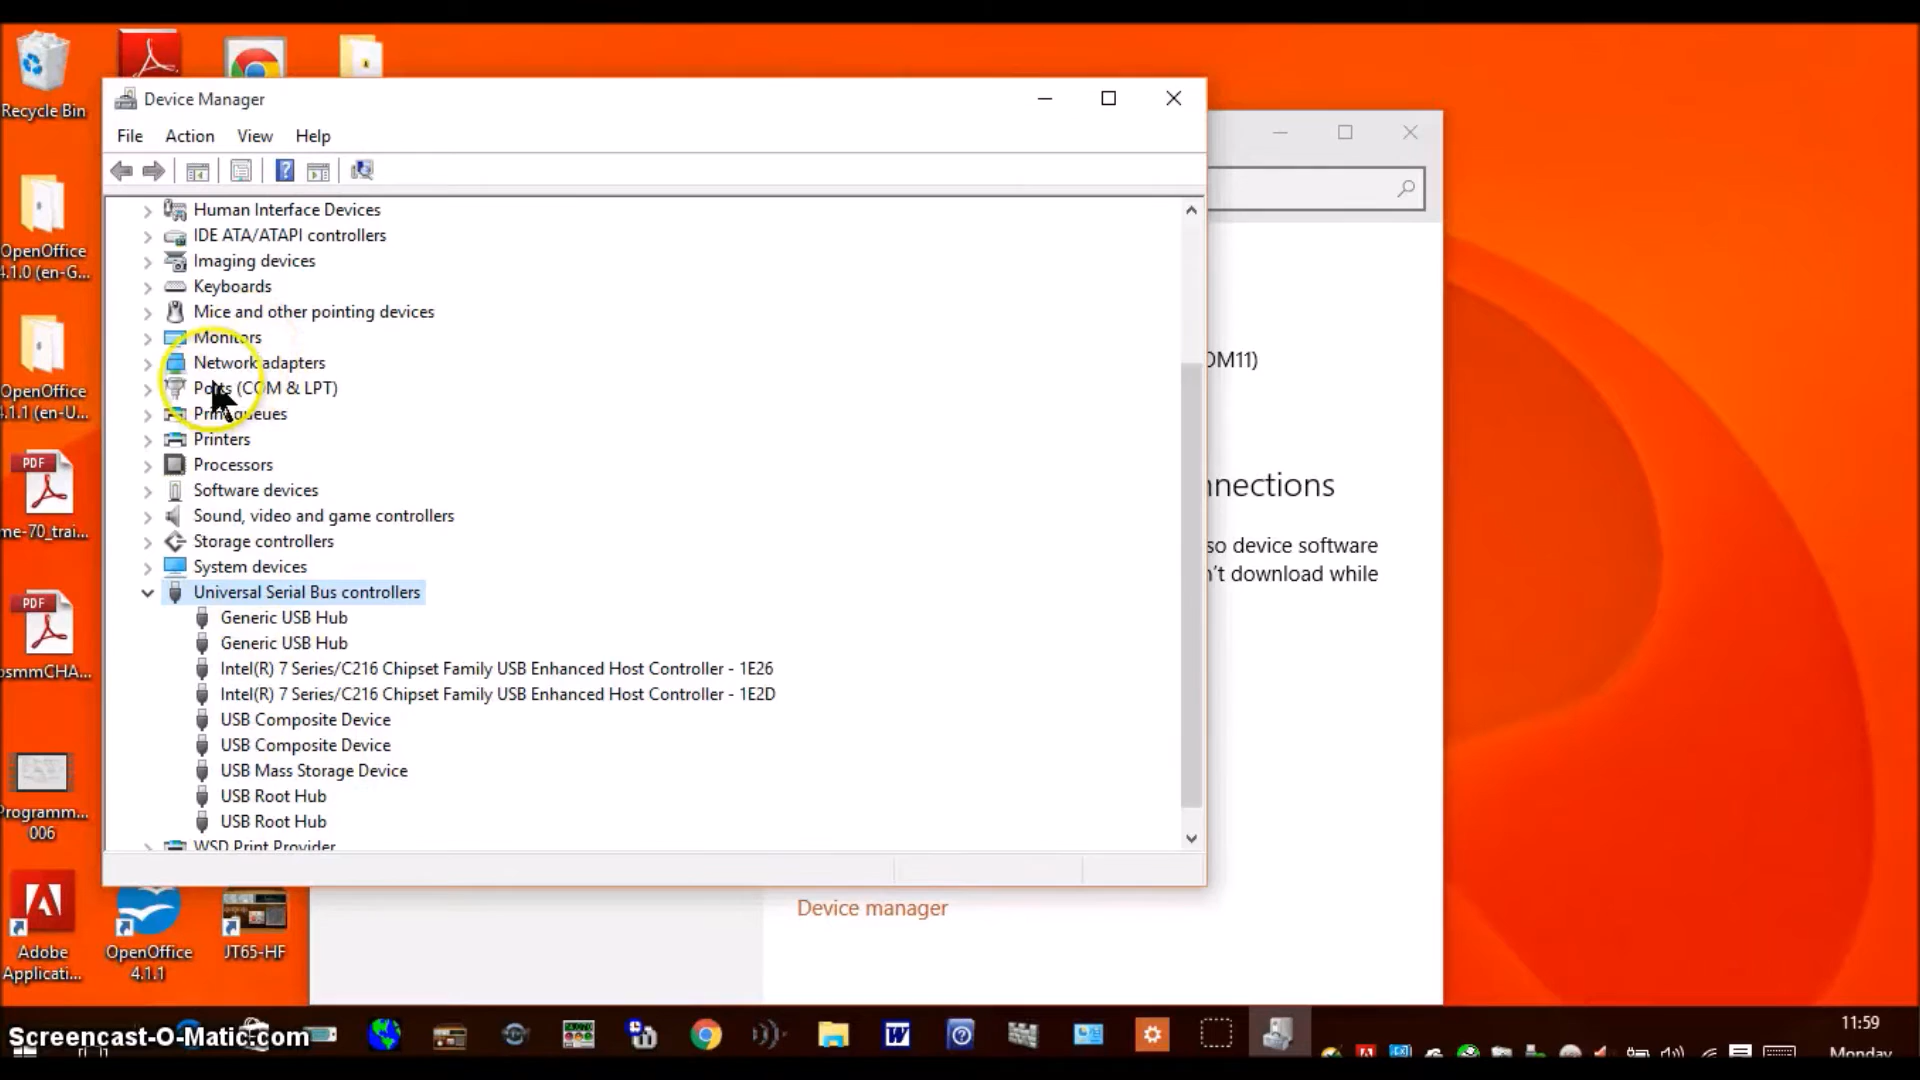 Recycle Bin
Device Manager
File Action View Help
Human Interface Devices
IDE ATA/ATAPI controllers
Imaging devices
Keyboards
Mice and other pointing devices
Monitors
Network adapters
Ports (COM & LPT)
Print queues
Printers
Processors
Software devices
Sound, video and game controllers
Storage controllers
System devices
Universal Serial Bus controllers
Generic USB Hub
Generic USB Hub
Intel(R) 7 Series/C216 Chipset Family USB Enhanced Host Controller - 1E26
Intel(R) 7 Series/C216 Chipset Family USB Enhanced Host Controller - 1E2D
USB Composite Device
USB Composite Device
USB Mass Storage Device
USB Root Hub
USB Root Hub
WSD Print Provider
OM11)
nnections
so device software
n't download while
Device manager
OpenOffice
4.1.0 (en-G...
OpenOffice
4.1.1 (en-U...
PDF
me-70_trai...
PDF
osmmCHA...
Programm...
006
Adobe
Applicati...
OpenOffice
4.1.1
JT65-HF
Screencast-O-Matic.com
11:59
Monday